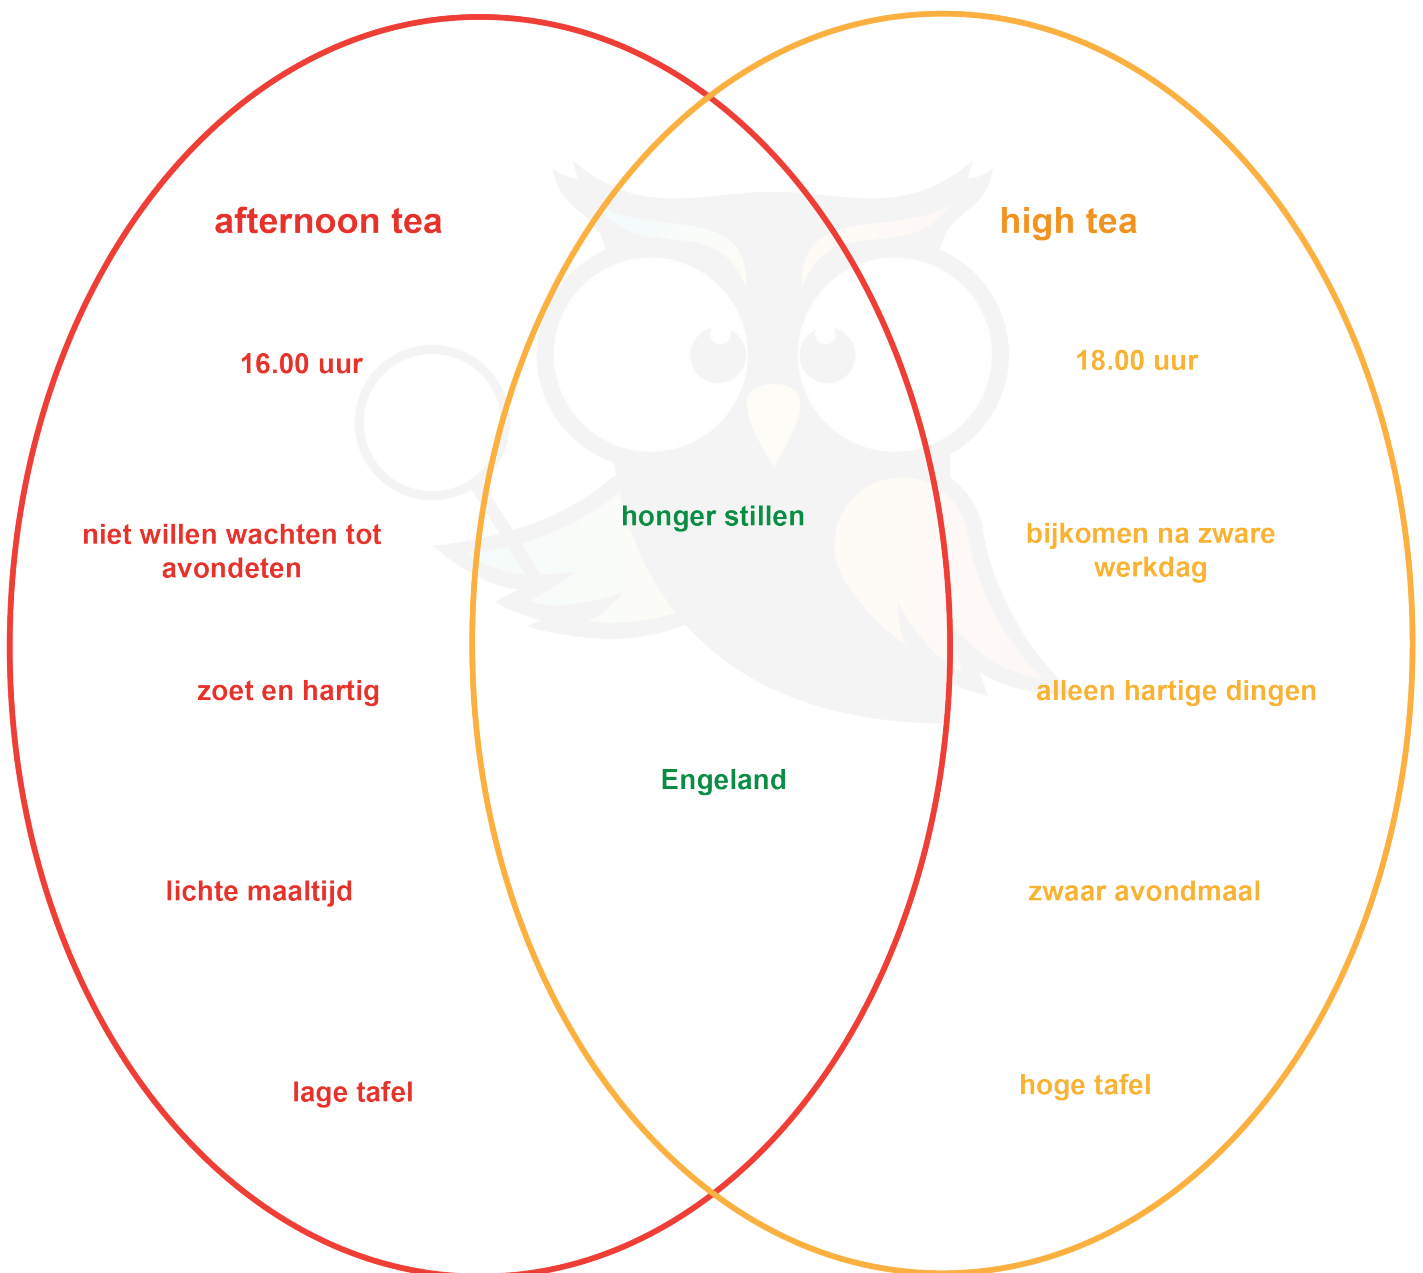 afternoon tea
high tea
16.00 uur
18.00 uur
honger stillen
niet willen wachten tot
avondeten
bijkomen na zware
werkdag
zoet en hartig
alleen hartige dingen
Engeland
lichte maaltijd
zwaar avondmaal
lage tafel
hoge tafel